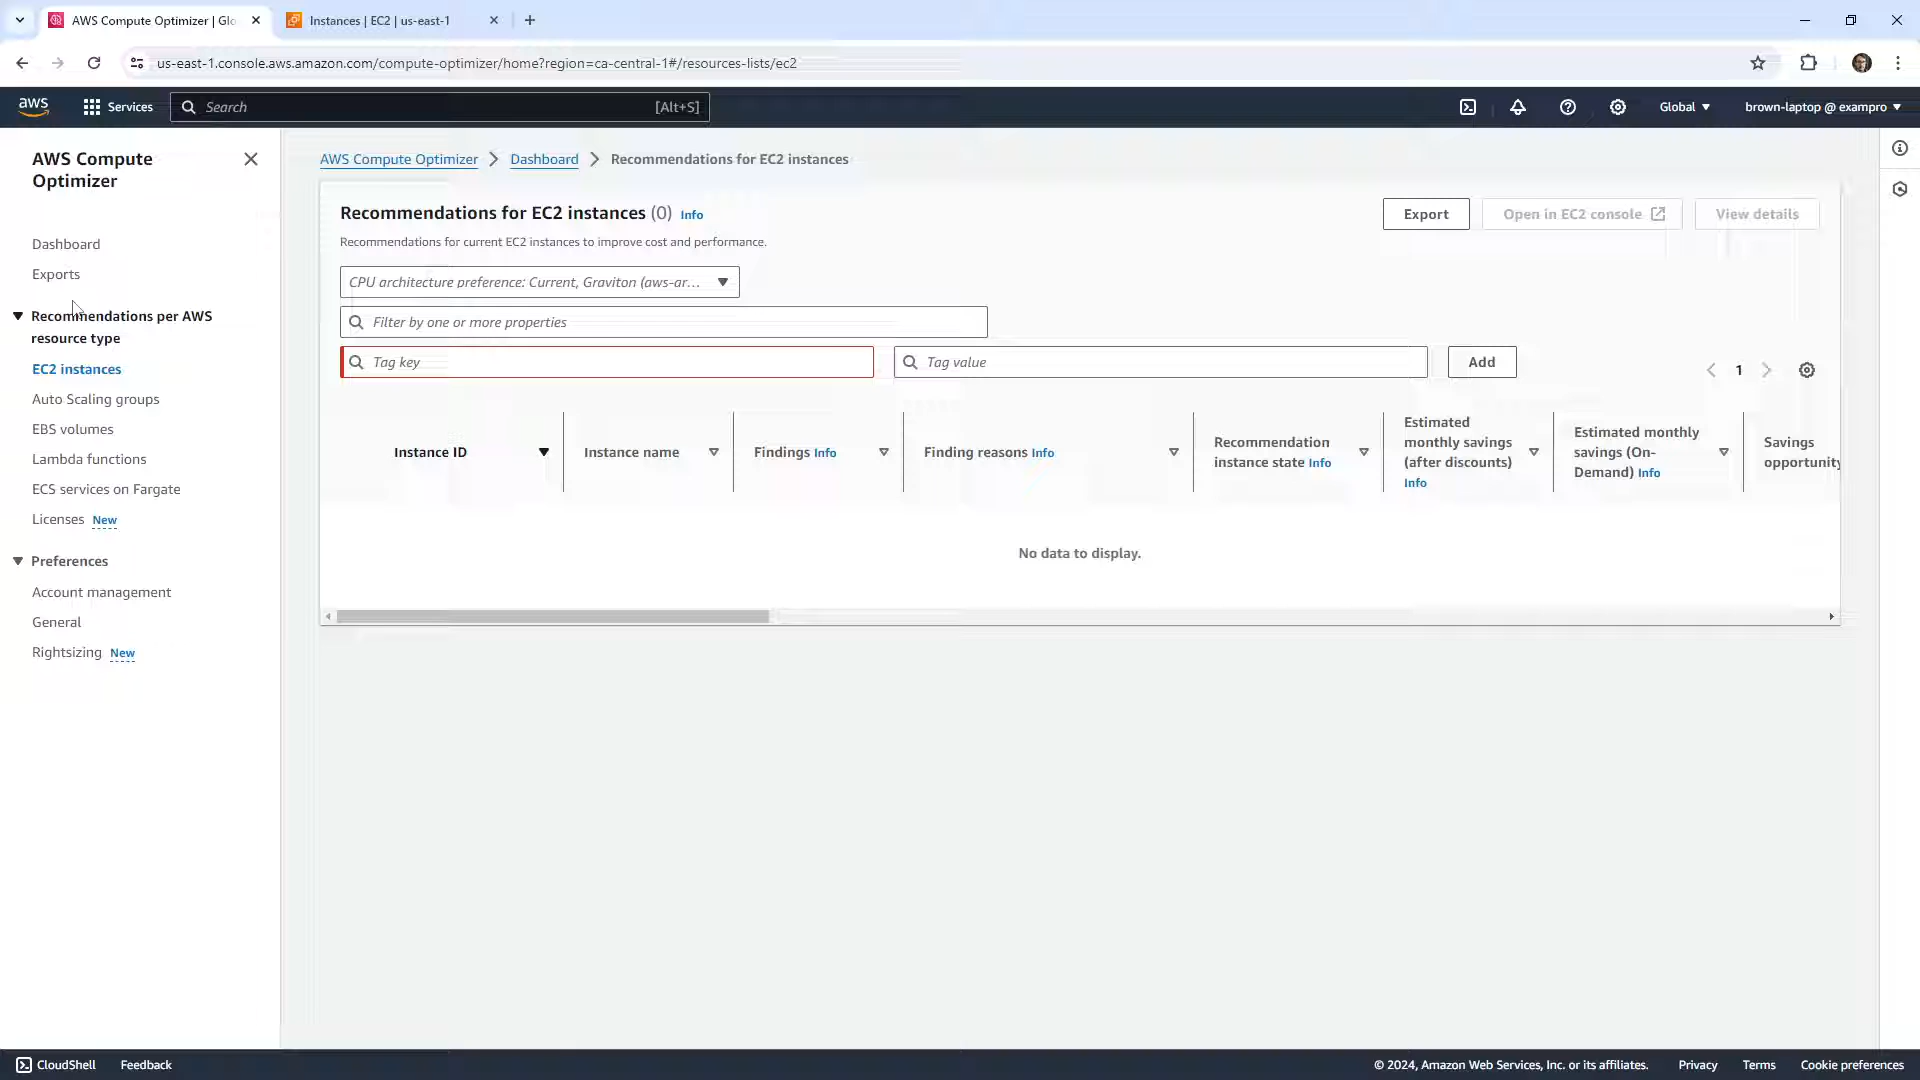 AWS Compute Optimizer | Glo
Instances | EC2 | us-east-1
us-east-1.console.aws.amazon.com/compute-optimizer/home?region=ca-central-1#/resources-lists/ec2
aws
Services
Search
[Alt+S]
Global
brown-laptop @ exampro
AWS Compute
Optimizer
Dashboard
Exports
Recommendations per AWS
resource type
EC2 instances
Auto Scaling groups
EBS volumes
Lambda functions
ECS services on Fargate
Licenses New
Preferences
Account management
General
Rightsizing New
AWS Compute Optimizer
Dashboard
Recommendations for EC2 instances
Recommendations for EC2 instances (0) Info
Recommendations for current EC2 instances to improve cost and performance.
Export
Open in EC2 console
View details
CPU architecture preference: Current, Graviton (aws-ar...
Filter by one or more properties
Tag key
Tag value
Add
1
Instance ID
Instance name
Findings Info
Finding reasons Info
Recommendation
instance state Info
Estimated
monthly savings
(after discounts)
Info
Estimated monthly
savings (On-
Demand) Info
Savings
opportunity
No data to display.
CloudShell
Feedback
© 2024, Amazon Web Services, Inc. or its affiliates.
Privacy
Terms
Cookie preferences